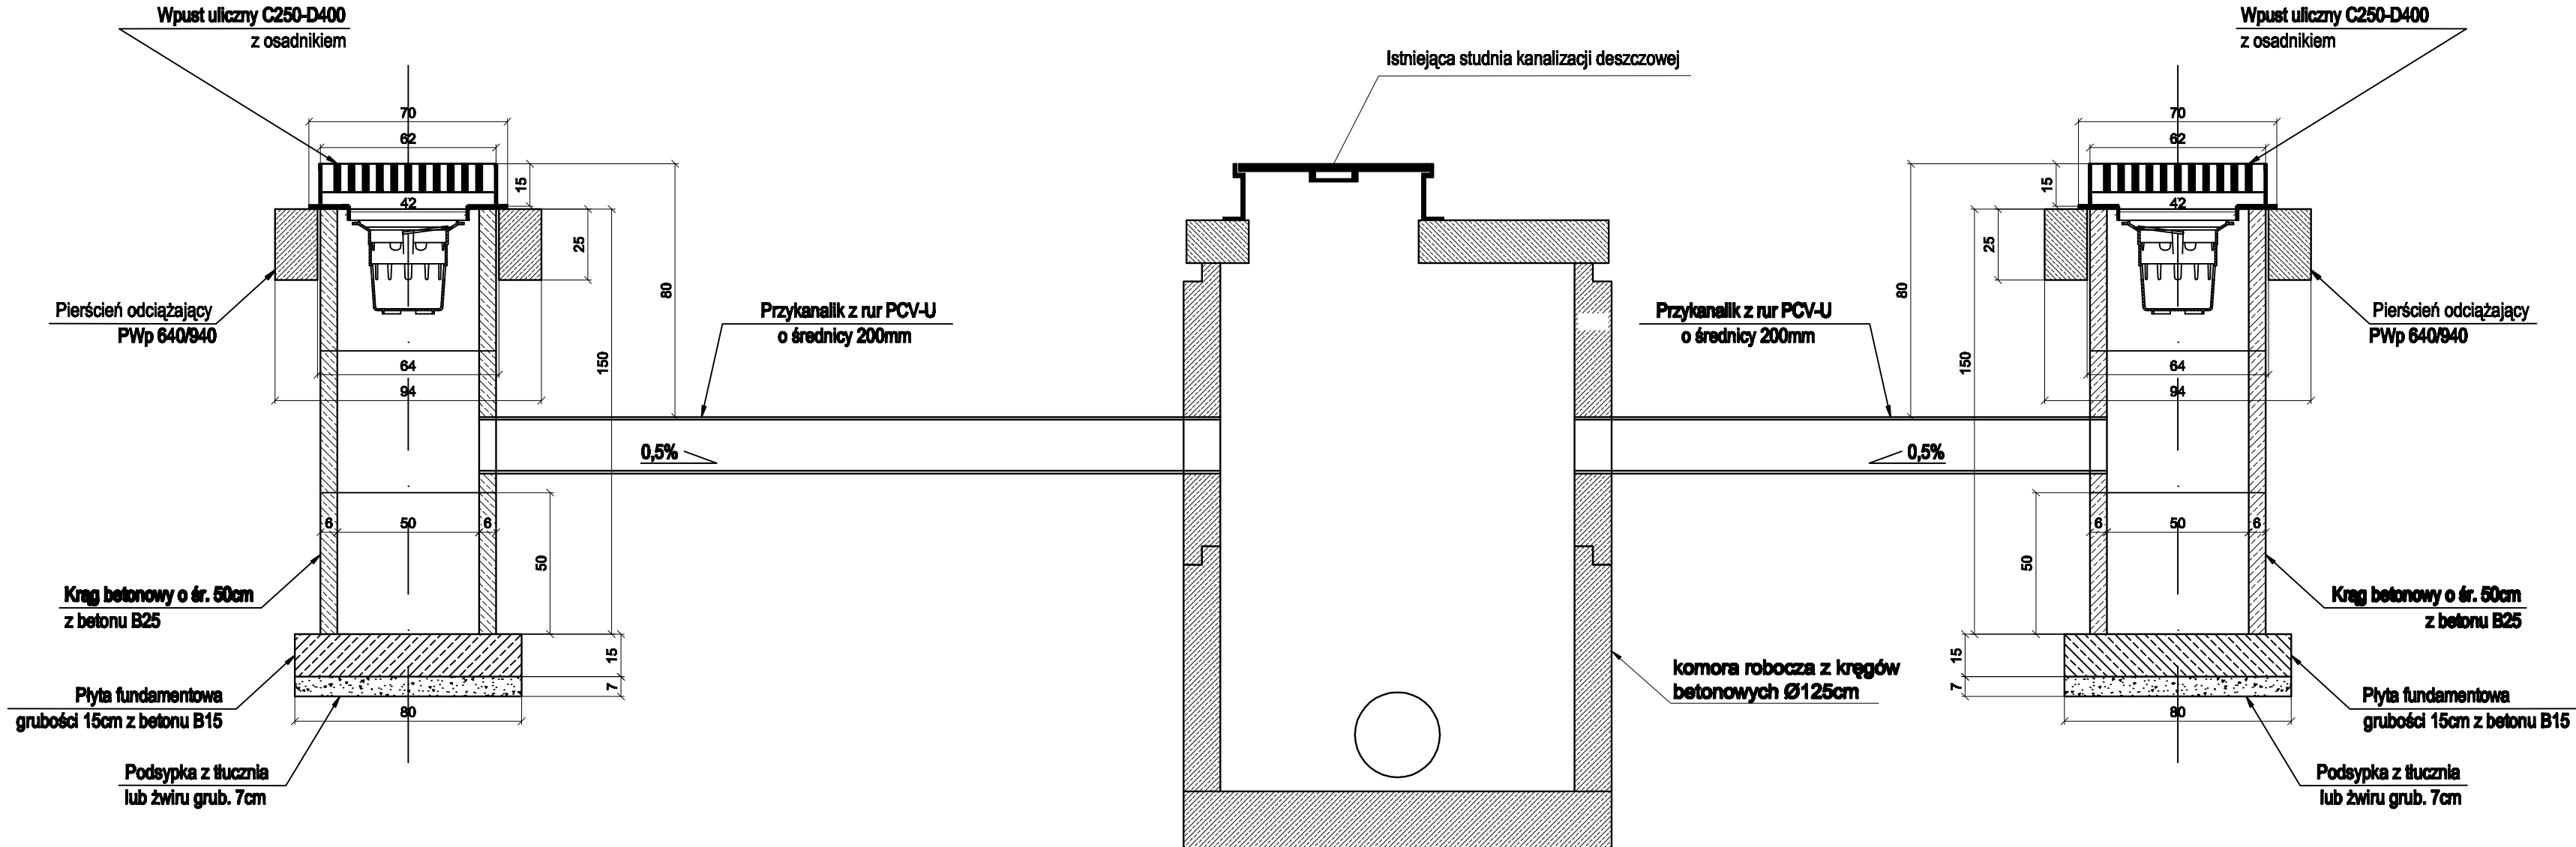 Wpust uliczny C250-D400
z osadnikiem
70
62
15
42
25
80
150
Pierścień odciążający
PWp 640/940
64
94
Przykanalik z rur PCV-U
o średnicy 200mm
0,5%
6
50
6
50
Krąg betonowy o śr. 50cm
z betonu B25
15
7
Płyta fundamentowa
grubości 15cm z betonu B15
80
Podsypka z tłucznia
lub żwiru grub. 7cm
Istniejąca studnia kanalizacji deszczowej
komora robocza z kręgów
betonowych Ø125cm
Wpust uliczny C250-D400
z osadnikiem
70
62
15
42
25
80
150
Przykanalik z rur PCV-U
o średnicy 200mm
Pierścień odciążający
PWp 640/940
64
94
0,5%
6
50
6
50
Krąg betonowy o śr. 50cm
z betonu B25
15
7
Płyta fundamentowa
grubości 15cm z betonu B15
80
Podsypka z tłucznia
lub żwiru grub. 7cm